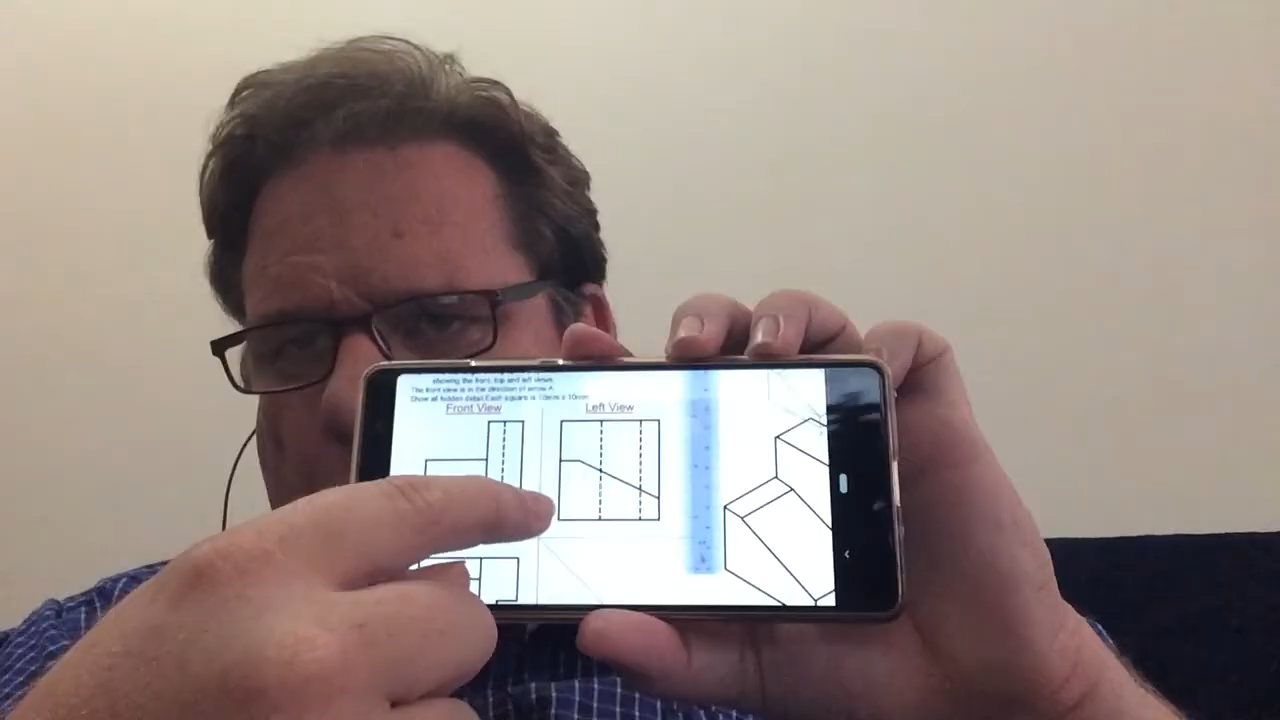 showing the front, top and left views.
The front view is in the direction of arrow A.
Show all hidden detail. Each square is 10mm x 10mm
Front View
Left View